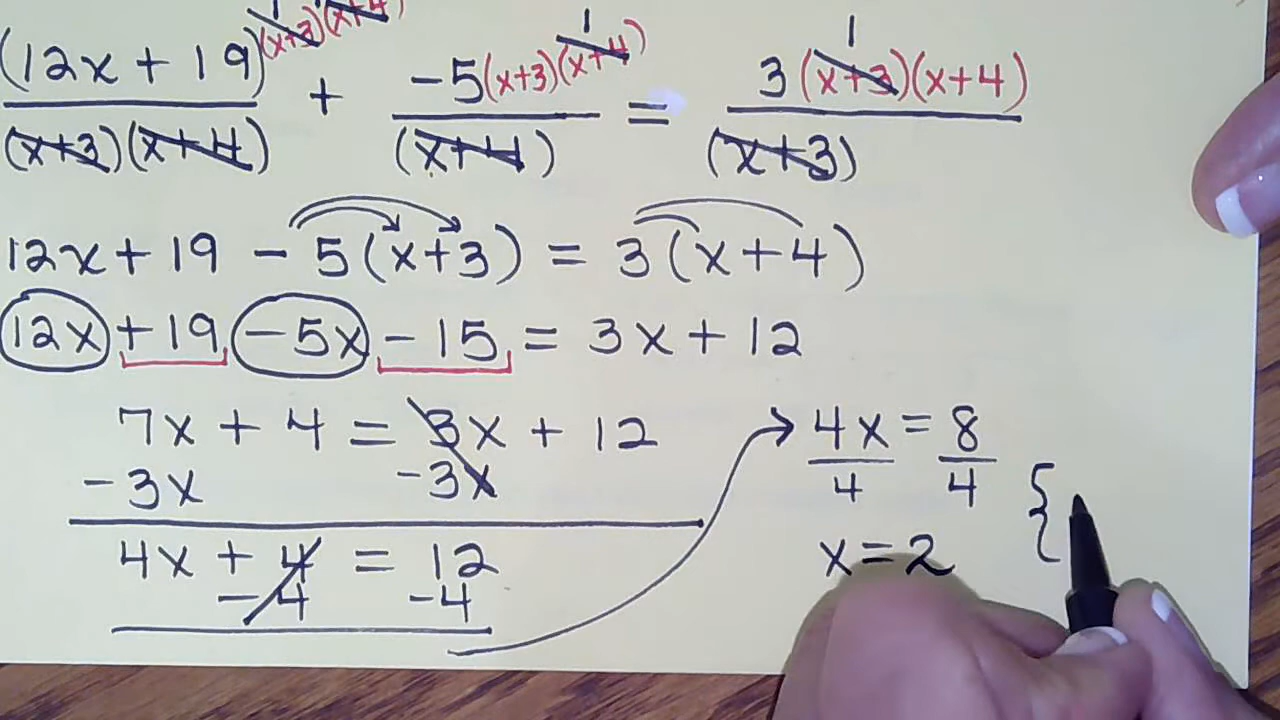 1 1
(12x + 19)(x+3)(x+4) + -5(x+3)(x+4) = 3(x+3)(x+4)
(x+3)(x+4) (x+4) (x+3)
12x + 19 - 5(x+3) = 3(x+4)
12x + 19 - 5x - 15 = 3x + 12
7x + 4 = 3x + 12
-3x -3x
4x + 4 = 12
-4 -4
4x = 8
4 4
x = 2 {